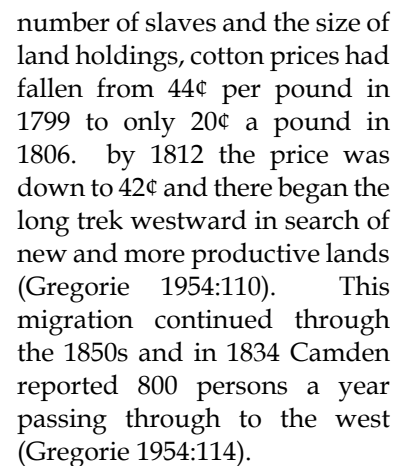 number of slaves and the size of
land holdings, cotton prices had
fallen from 44¢ per pound in
1799 to only 20¢ a pound in
1806. by 1812 the price was
down to 42¢ and there began the
long trek westward in search of
new and more productive lands
(Gregorie 1954:110). This
migration continued through
the 1850s and in 1834 Camden
reported 800 persons a year
passing through to the west
(Gregorie 1954:114).